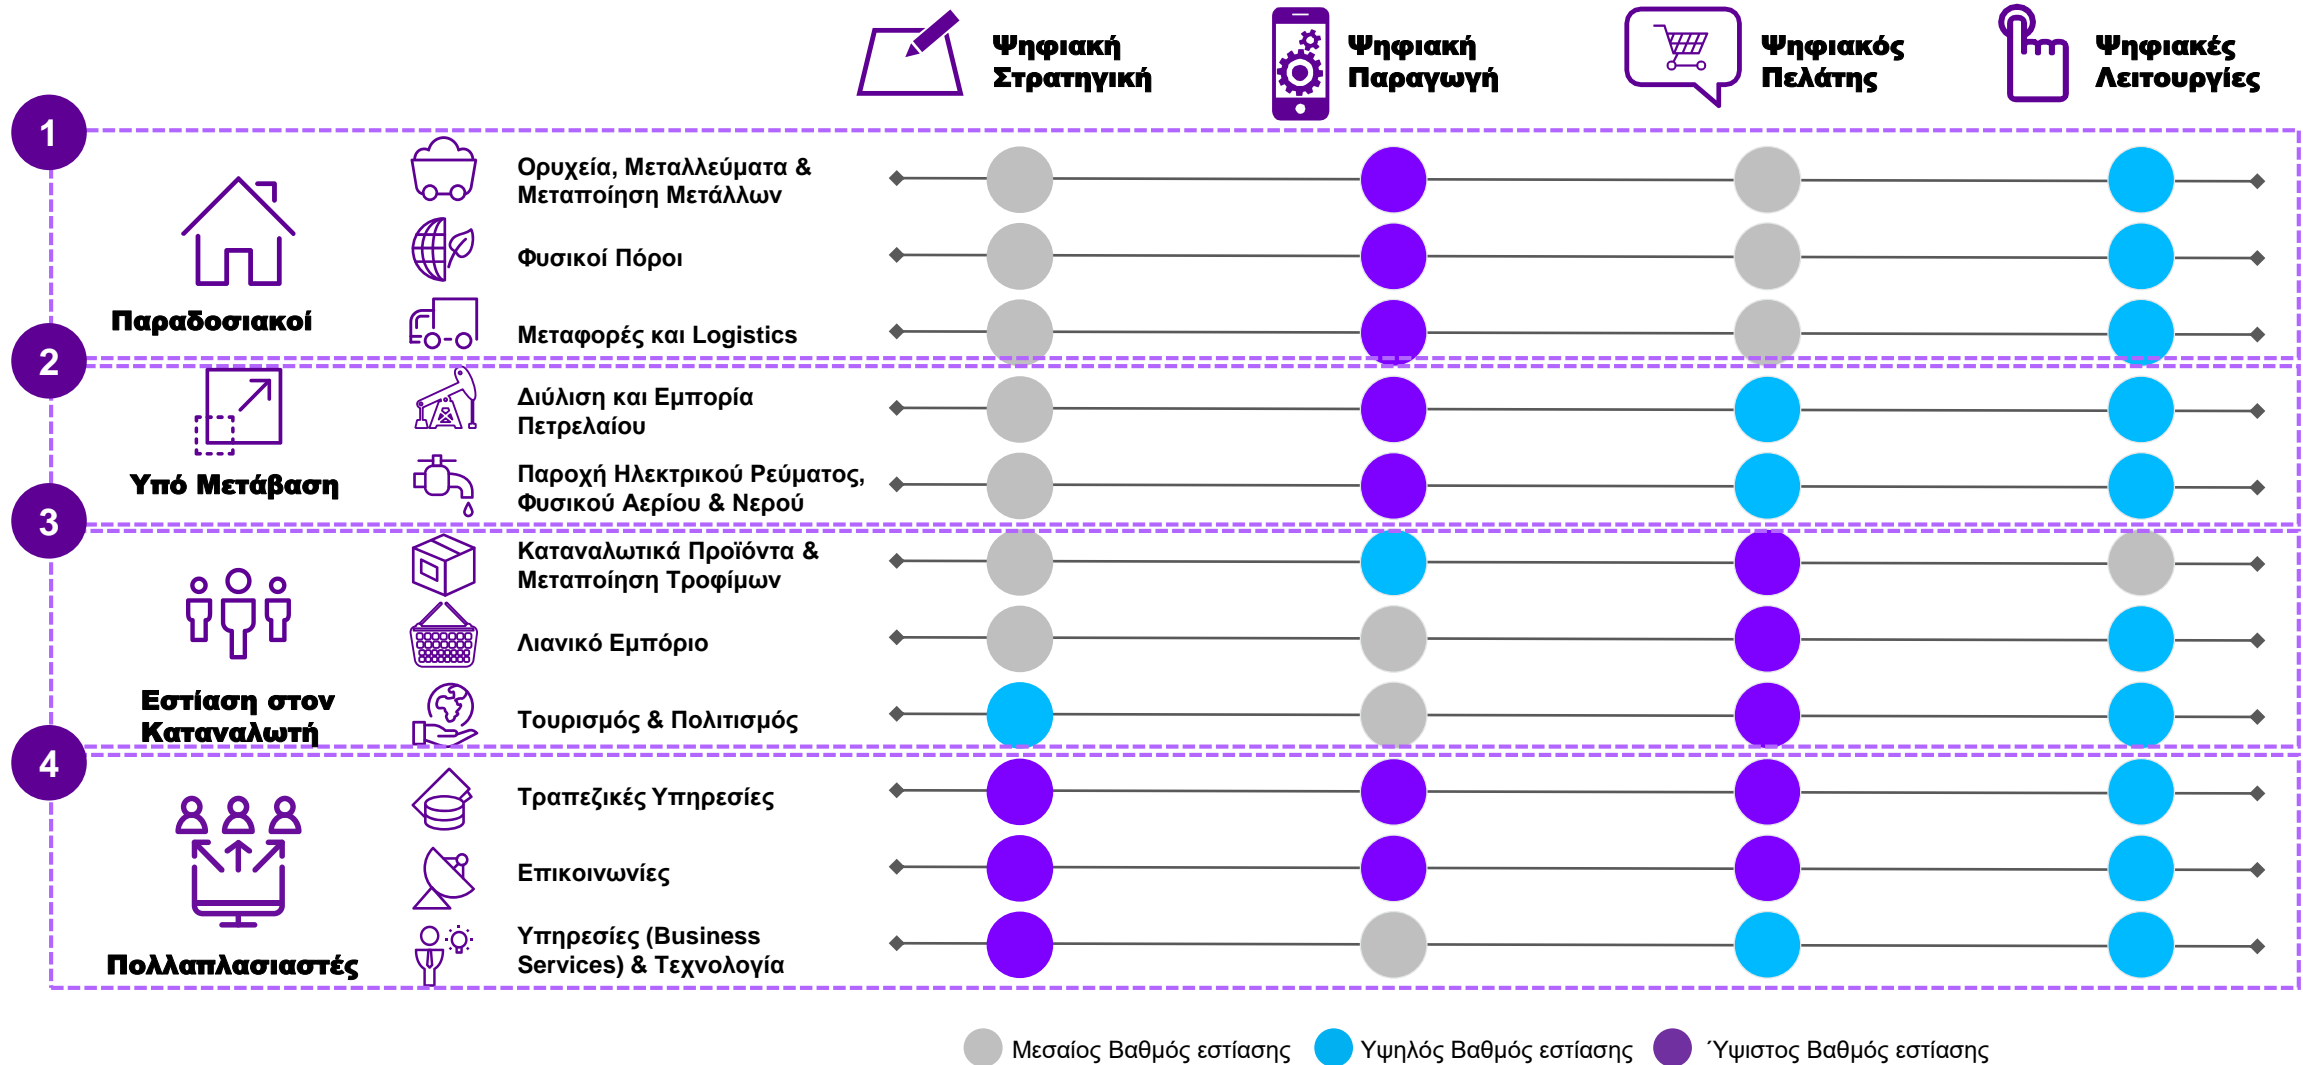 Ψηφιακή
Στρατηγική
Ψηφιακή
Παραγωγή
Ψηφιακός
Πελάτης
Ψηφιακές
Λειτουργίες
1
Ορυχεία, Μεταλλεύματα &
Μεταποίηση Μετάλλων
Φυσικοί Πόροι
Παραδοσιακοί
Μεταφορές και Logistics
2
Διύλιση και Εμπορία
Πετρελαίου
Υπό Μετάβαση
Παροχή Ηλεκτρικού Ρεύματος,
Φυσικού Αερίου & Νερού
3
Καταναλωτικά Προϊόντα &
Μεταποίηση Τροφίμων
Λιανικό Εμπόριο
Εστίαση στον
Καταναλωτή
Τουρισμός & Πολιτισμός
4
Τραπεζικές Υπηρεσίες
Επικοινωνίες
Πολλαπλασιαστές
Υπηρεσίες (Business
Services) & Τεχνολογία
Μεσαίος Βαθμός εστίασης
Υψηλός Βαθμός εστίασης
Ύψιστος Βαθμός εστίασης